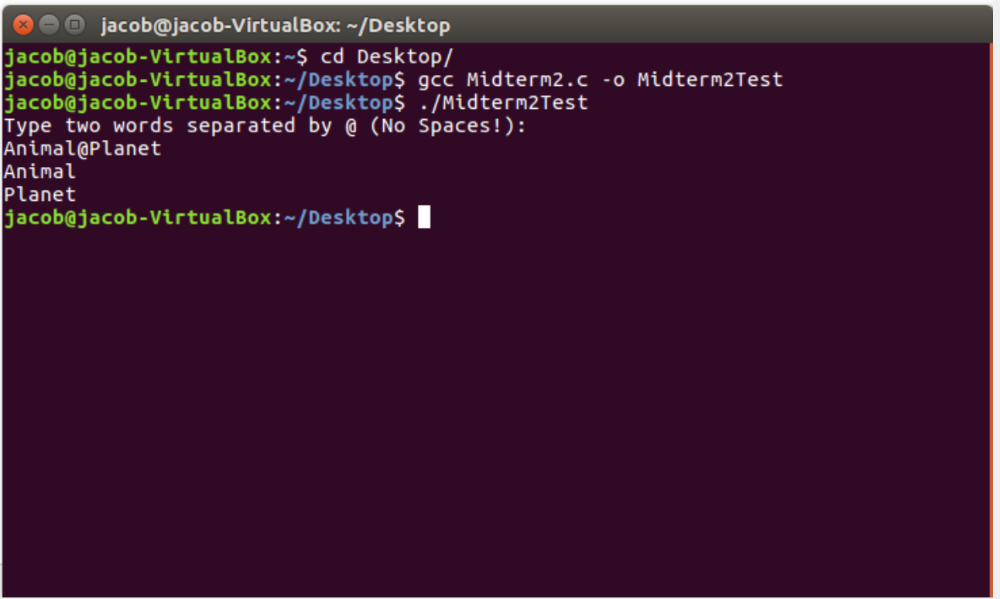 jacob@jacob-VirtualBox: ~/Desktop
jacob@jacob-VirtualBox:~$ cd Desktop/
jacob@jacob-VirtualBox:~/Desktop$ gcc Midterm2.c -o Midterm2Test
jacob@jacob-VirtualBox:~/Desktop$ ./Midterm2Test
Type two words separated by @ (No Spaces!):
Animal@Planet
Animal
Planet
jacob@jacob-VirtualBox:~/Desktop$